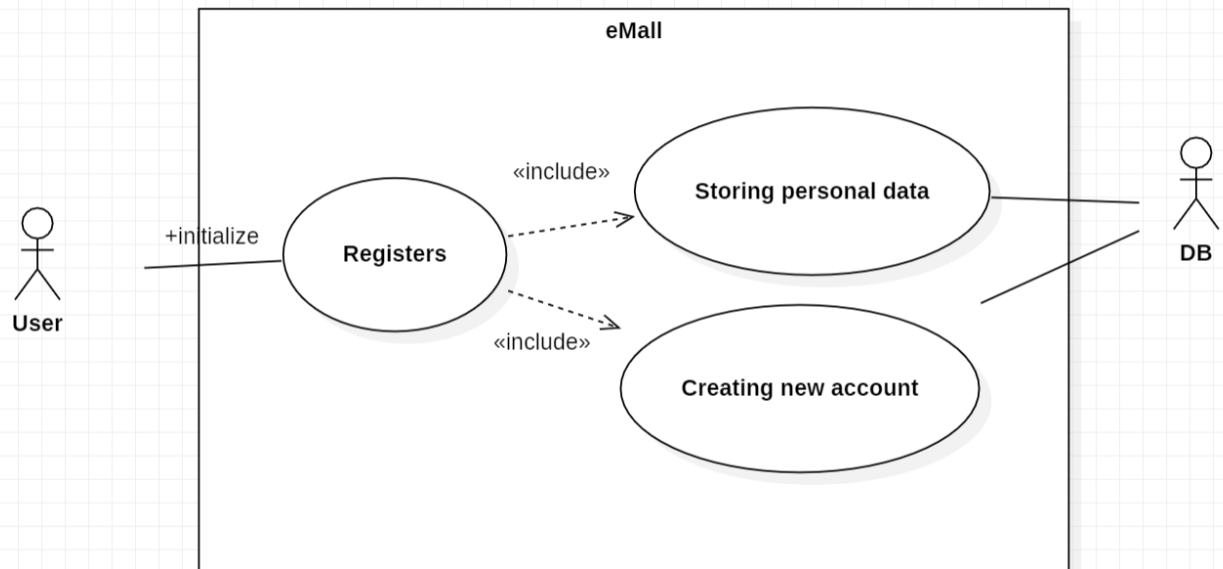 eMall
«include»
Storing personal data
+initialize
Registers
User
DB
«include»
Creating new account